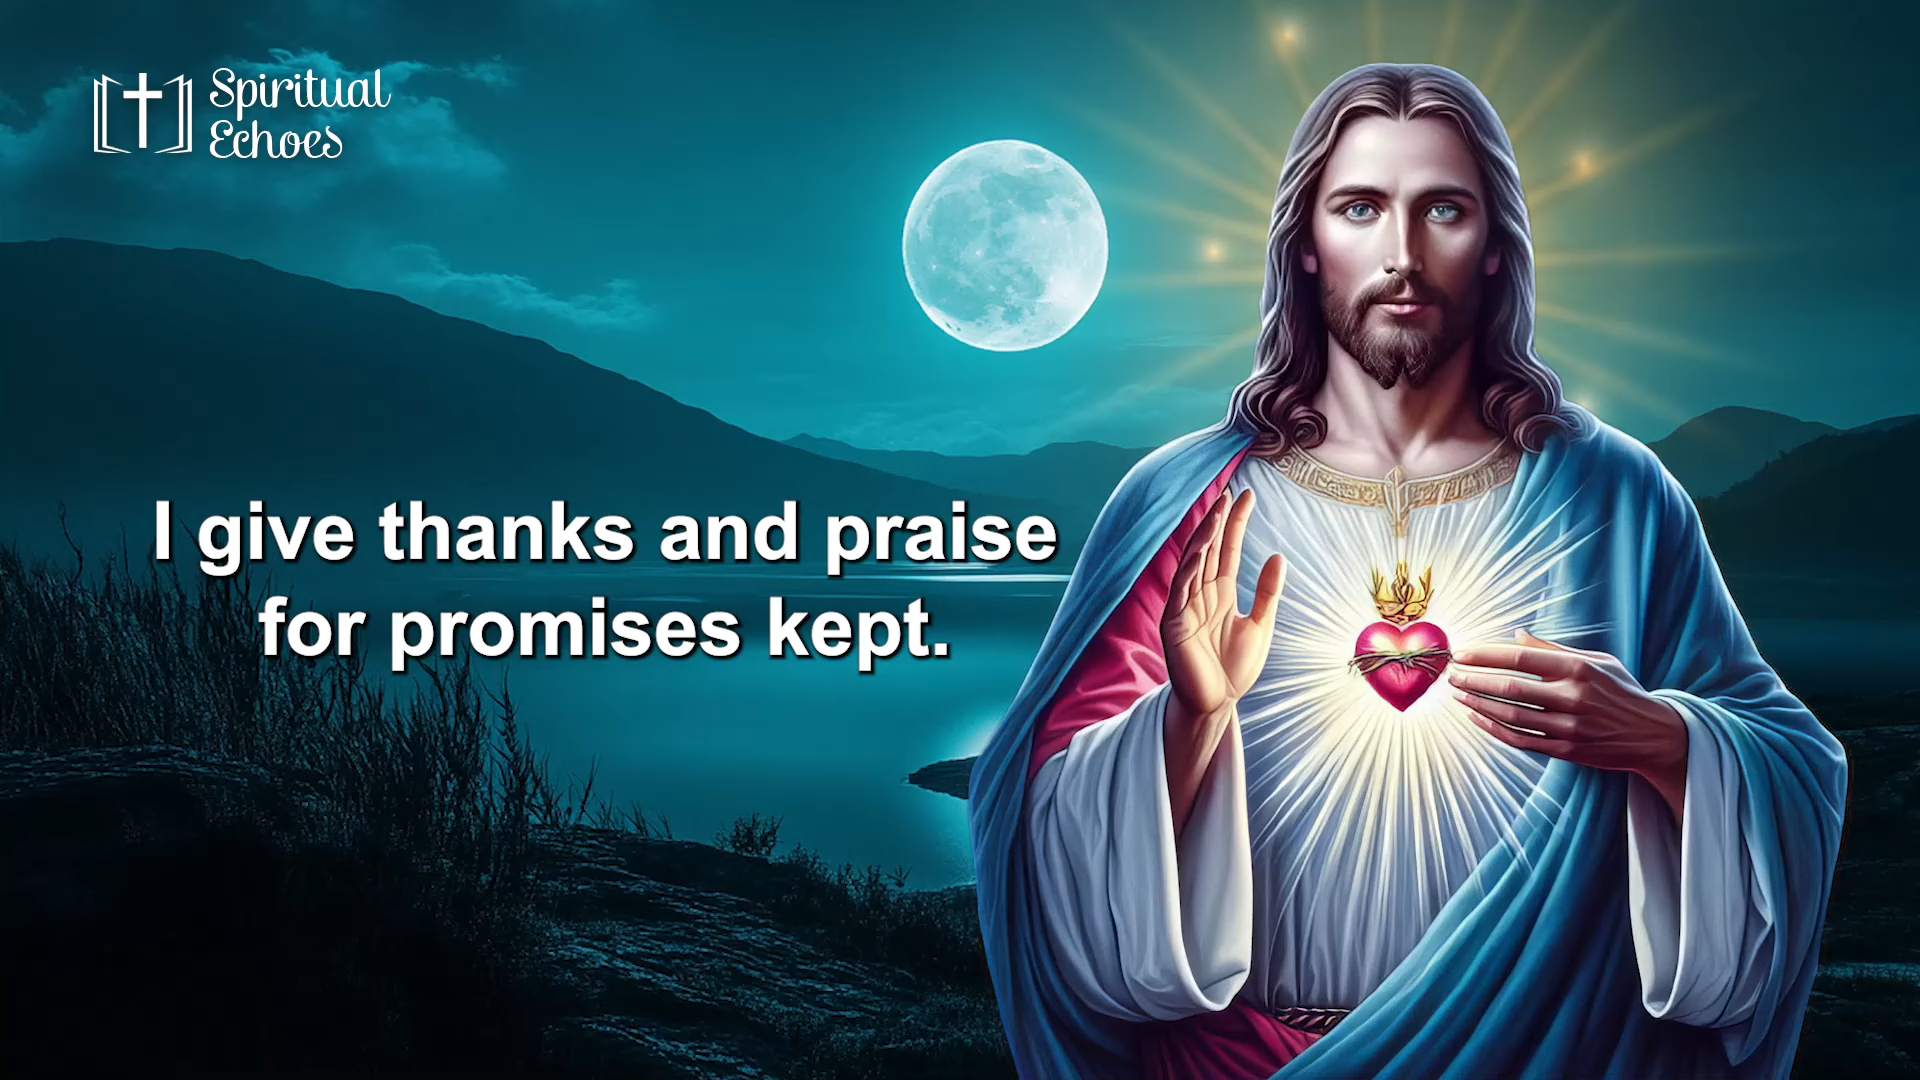 Spiritual
Echoes
I give thanks and praise
for promises kept.